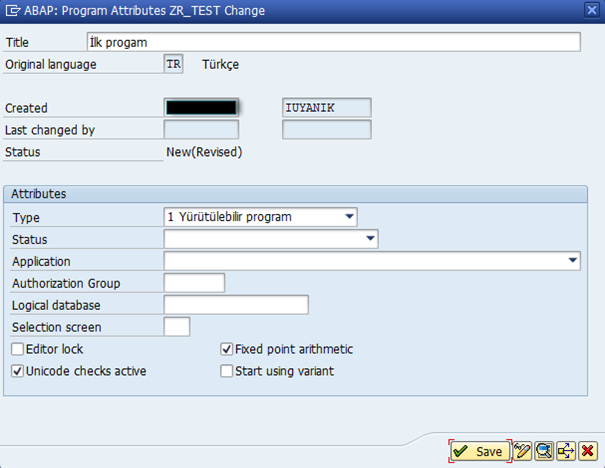 ABAP: Program Attributes ZR_TEST Change
Title İlk progam
Original language TR Türkçe
Created IUYANIK
Last changed by
Status New(Revised)
Attributes
Type 1 Yürütülebilir program
Status
Application
Authorization Group
Logical database
Selection screen
Editor lock Fixed point arithmetic
Unicode checks active Start using variant
Save